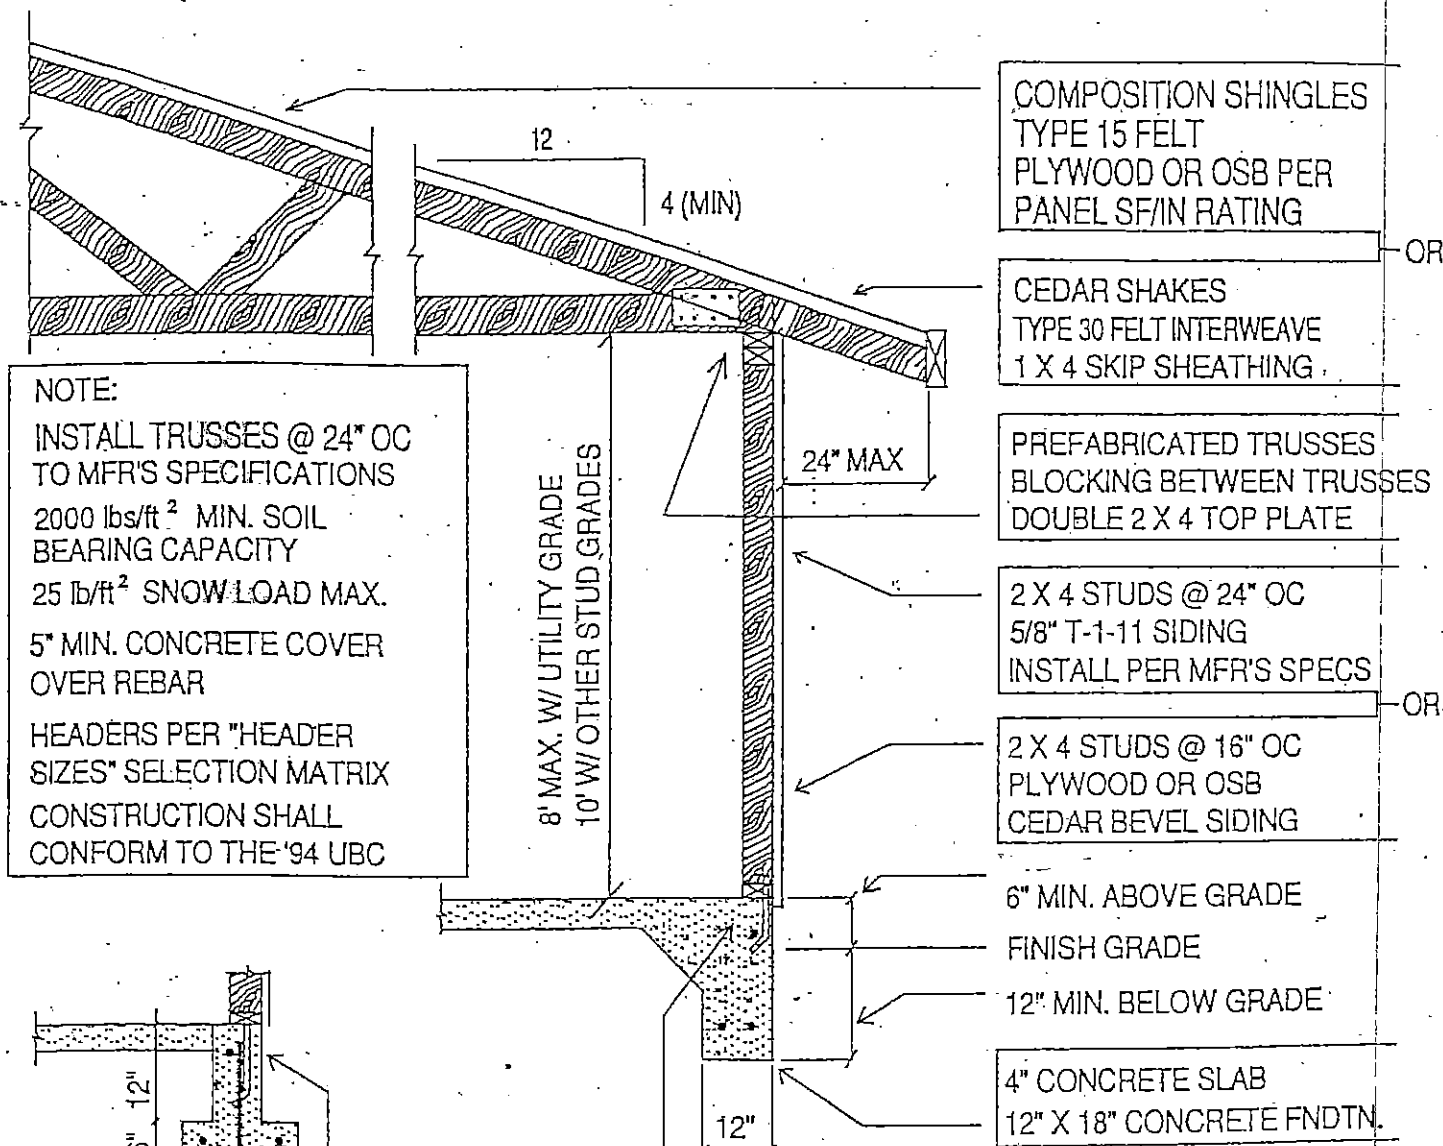 COMPOSITION SHINGLES
TYPE 15 FELT
PLYWOOD OR OSB PER
PANEL SF/IN RATING
OR
CEDAR SHAKES
TYPE 30 FELT INTERWEAVE
1 X 4 SKIP SHEATHING
12
4 (MIN)
NOTE:
INSTALL TRUSSES @ 24" OC
TO MFR'S SPECIFICATIONS
2000 lbs/ft² MIN. SOIL
BEARING CAPACITY
25 lb/ft² SNOW LOAD MAX.
5" MIN. CONCRETE COVER
OVER REBAR
HEADERS PER "HEADER
SIZES" SELECTION MATRIX
CONSTRUCTION SHALL
CONFORM TO THE '94 UBC
8' MAX. W/ UTILITY GRADE
10' W/ OTHER STUD GRADES
24" MAX
PREFABRICATED TRUSSES
BLOCKING BETWEEN TRUSSES
DOUBLE 2 X 4 TOP PLATE
2 X 4 STUDS @ 24" OC
5/8" T-1-11 SIDING
INSTALL PER MFR'S SPECS
OR
2 X 4 STUDS @ 16" OC
PLYWOOD OR OSB
CEDAR BEVEL SIDING
6" MIN. ABOVE GRADE
FINISH GRADE
12" MIN. BELOW GRADE
4" CONCRETE SLAB
12" X 18" CONCRETE FNDTN.
12"
12"